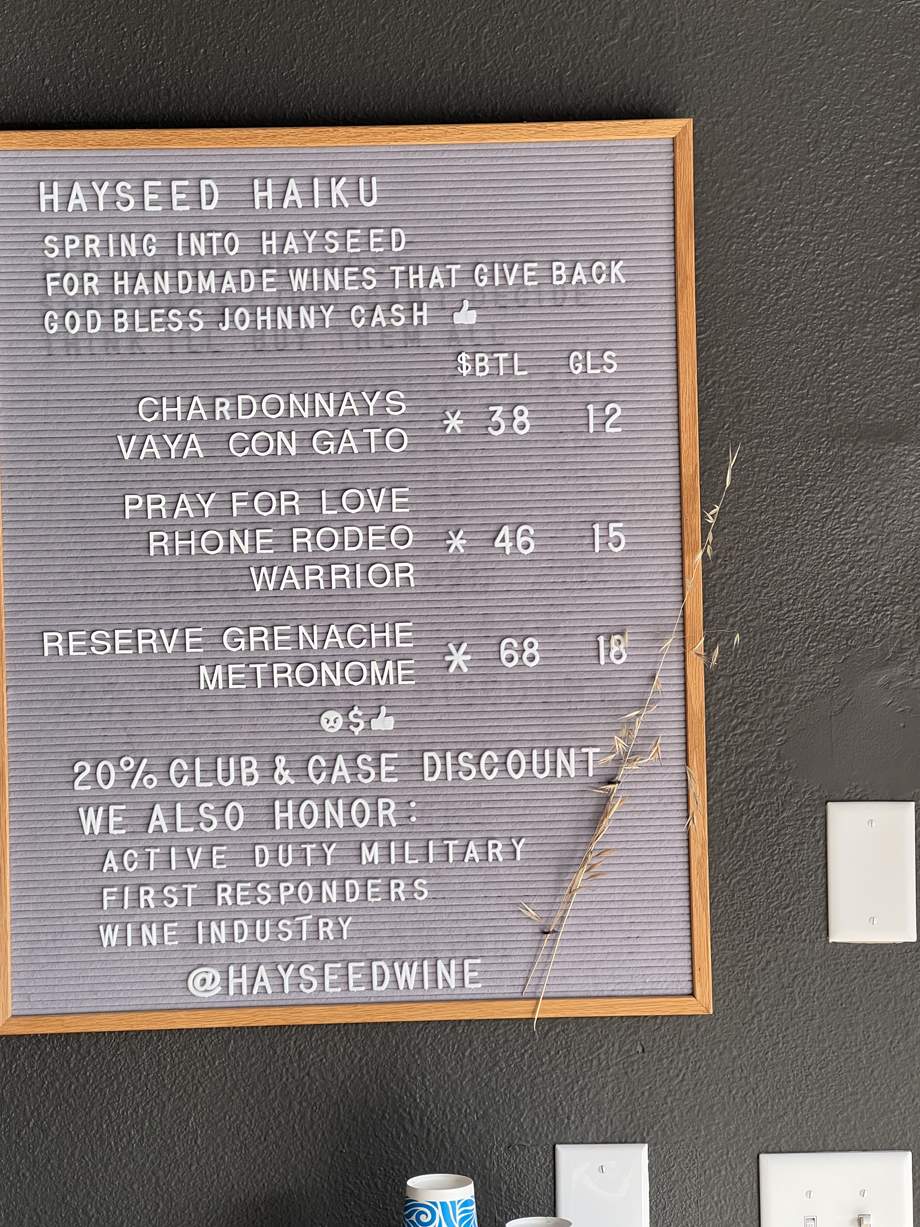 HAYSEED HAIKU
SPRING INTO HAYSEED
FOR HANDMADE WINES THAT GIVE BACK
GOD BLESS JOHNNY CASH 👍
$BTL GLS
CHARDONNAYS
VAYA CON GATO * 38 12
PRAY FOR LOVE
RHONE RODEO * 46 15
WARRIOR
RESERVE GRENACHE
METRONOME * 68 18
😠$👍
20% CLUB & CASE DISCOUNT
WE ALSO HONOR:
ACTIVE DUTY MILITARY
FIRST RESPONDERS
WINE INDUSTRY
@HAYSEEDWINE